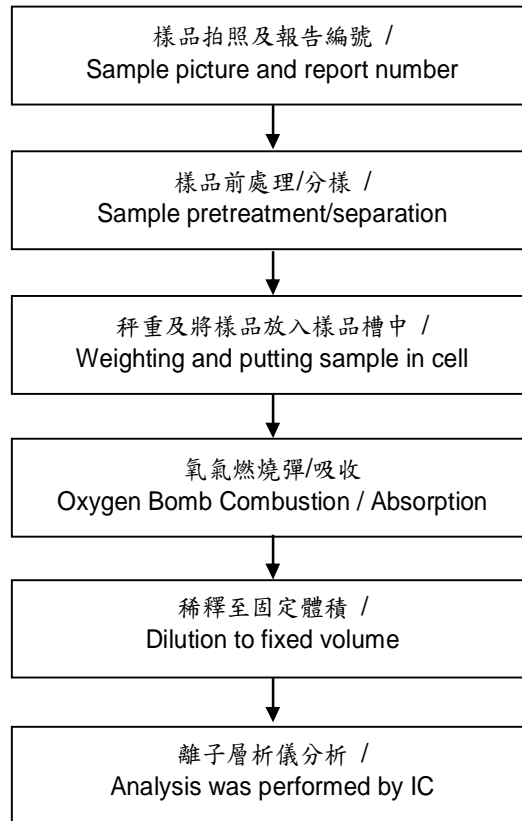 樣品拍照及報告編號 /
Sample picture and report number
樣品前處理/分樣 /
Sample pretreatment/separation
秤重及將樣品放入樣品槽中 /
Weighting and putting sample in cell
氧氣燃燒彈/吸收
Oxygen Bomb Combustion / Absorption
稀釋至固定體積 /
Dilution to fixed volume
離子層析儀分析 /
Analysis was performed by IC